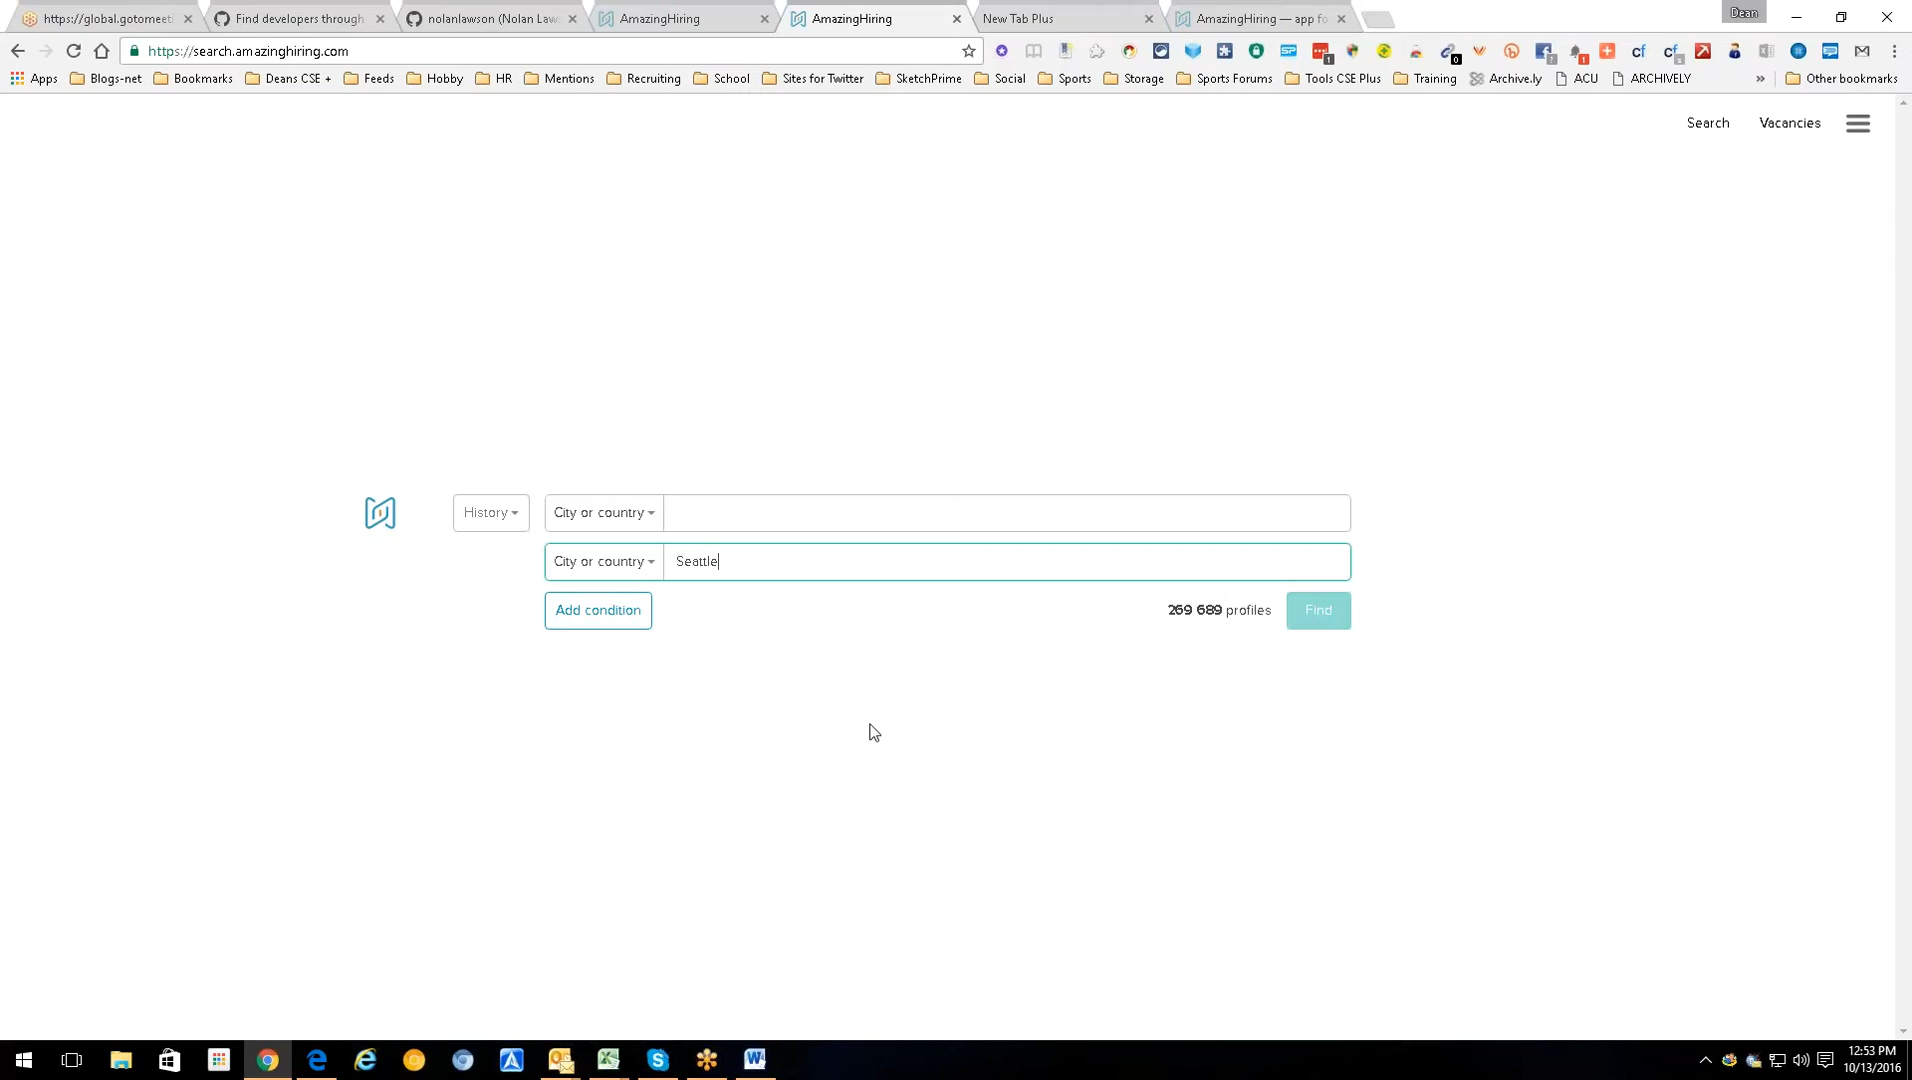 https://global.gotomeeti
Find developers through
nolanlawson (Nolan Law
AmazingHiring
AmazingHiring
New Tab Plus
AmazingHiring — app fo
Dean
https://search.amazinghiring.com
Apps
Blogs-net
Bookmarks
Deans CSE +
Feeds
Hobby
HR
Mentions
Recruiting
School
Sites for Twitter
SketchPrime
Social
Sports
Storage
Sports Forums
Tools CSE Plus
Training
Archive.ly
ACU
ARCHIVELY
»
Other bookmarks
Search
Vacancies
History
City or country
City or country
Seattle
Add condition
269 689 profiles
Find
12:53 PM
10/13/2016